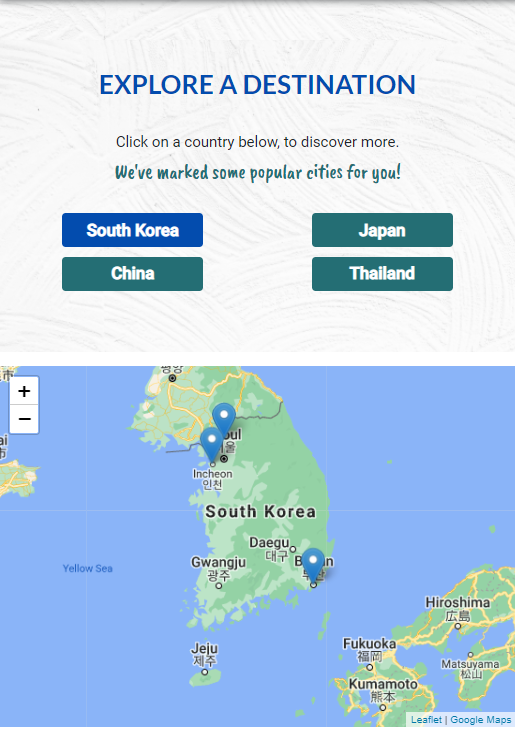 EXPLORE A DESTINATION
Click on a country below, to discover more.
We've marked some popular cities for you!
South Korea
Japan
China
Thailand
+
−
Incheon
인천
South Korea
Daegu
대구
Gwangju
광주
Yellow Sea
Hiroshima
広島
Jeju
제주
Fukuoka
福岡
Matsuyama
松山
Kumamoto
熊本
Leaflet | Google Maps